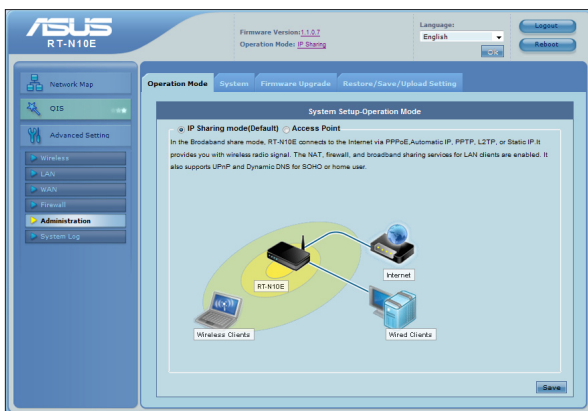 ASUS
RT-N10E
Firmware Version:1.1.0.7
Operation Mode: IP Sharing
Language:
English
OK
Logout
Reboot
Network Map
QIS
Advanced Setting
Wireless
LAN
WAN
Firewall
Administration
System Log
Operation Mode System Firmware Upgrade Restore/Save/Upload Setting
System Setup-Operation Mode
IP Sharing mode(Default) Access Point
In the Brodaband share mode, RT-N10E connects to the Internet via PPPoE,Automatic IP, PPTP, L2TP, or Static IP.It
provides you with wireless radio signal. The NAT, firewall, and broadband sharing services for LAN clients are enabled. It
also supports UPnP and Dynamic DNS for SOHO or home user.
Internet
RT-N10E
Wireless Clients
Wired Clients
Save